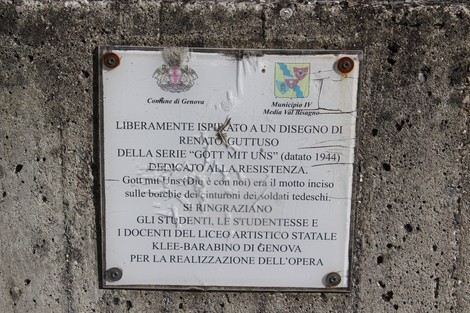 Comune di Genova
Municipio IV
Media Val Bisagno
LIBERAMENTE ISPIRATO A UN DISEGNO DI
RENATO GUTTUSO
DELLA SERIE "GOTT MIT UNS" (datato 1944)
DEDICATO ALLA RESISTENZA.
Gott mit Uns (Dio è con noi) era il motto inciso
sulle borchie dei cinturoni dei soldati tedeschi.
SI RINGRAZIANO
GLI STUDENTI, LE STUDENTESSE E
I DOCENTI DEL LICEO ARTISTICO STATALE
KLEE-BARABINO DI GENOVA
PER LA REALIZZAZIONE DELL'OPERA